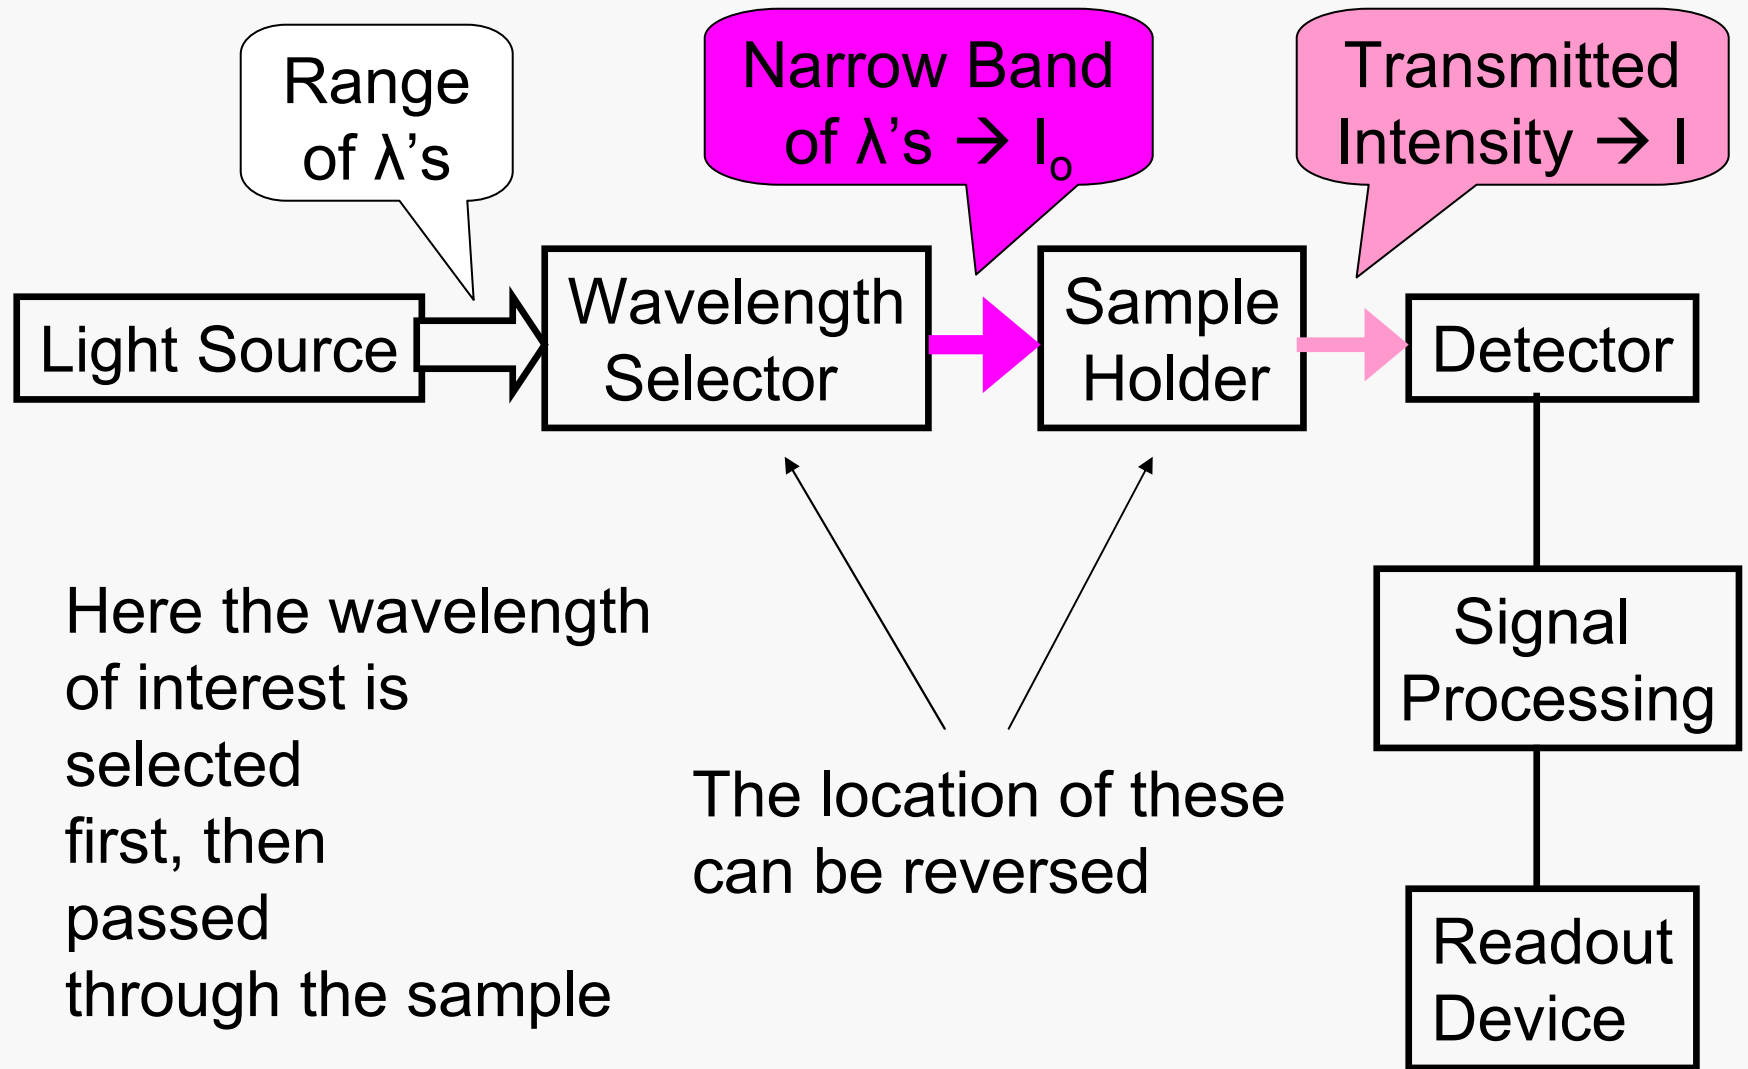 Range
of λ's
Narrow Band
of λ's → Iₒ
Transmitted
Intensity → I
Light Source
Wavelength
Selector
Sample
Holder
Detector
Signal
Processing
Readout
Device
Here the wavelength
of interest is
selected
first, then
passed
through the sample
The location of these
can be reversed